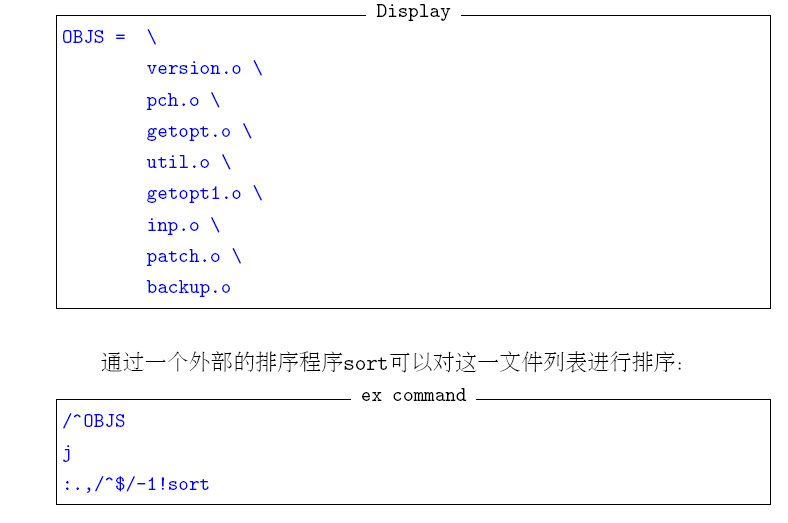 Display
OBJS =  \
        version.o \
        pch.o \
        getopt.o \
        util.o \
        getopt1.o \
        inp.o \
        patch.o \
        backup.o
通过一个外部的排序程序sort可以对这一文件列表进行排序:
ex command
/^OBJS
j
:.,/^$/-1!sort